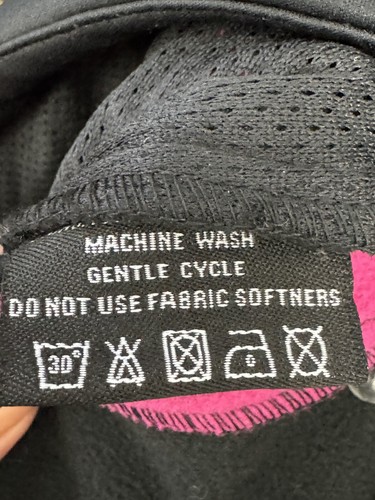 MACHINE WASH
GENTLE CYCLE
DO NOT USE FABRIC SOFTNERS
30°